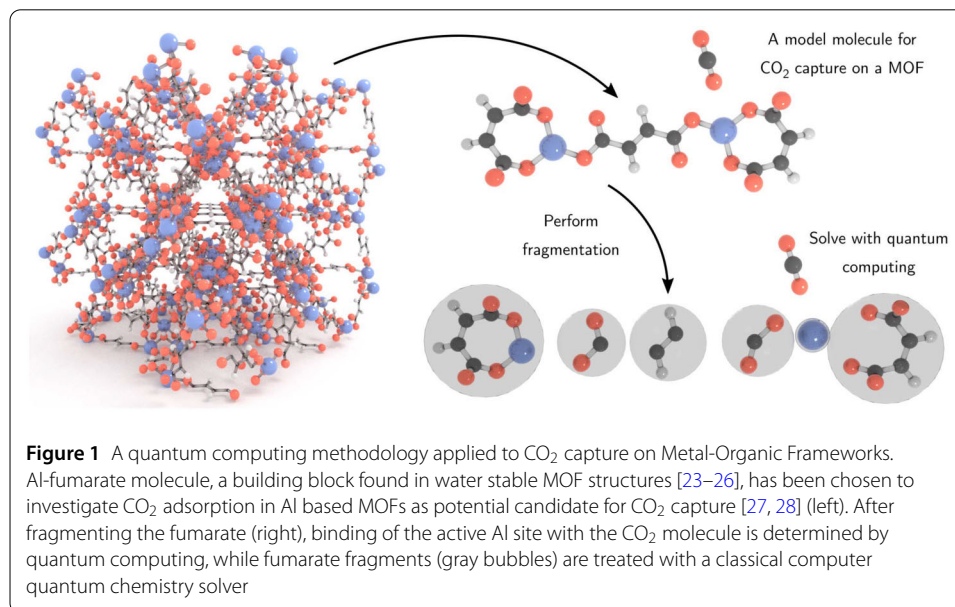 A model molecule for
CO₂ capture on a MOF
Perform
fragmentation
Solve with quantum
computing
Figure 1 A quantum computing methodology applied to CO₂ capture on Metal-Organic Frameworks.
Al-fumarate molecule, a building block found in water stable MOF structures [23–26], has been chosen to
investigate CO₂ adsorption in Al based MOFs as potential candidate for CO₂ capture [27, 28] (left). After
fragmenting the fumarate (right), binding of the active Al site with the CO₂ molecule is determined by
quantum computing, while fumarate fragments (gray bubbles) are treated with a classical computer
quantum chemistry solver